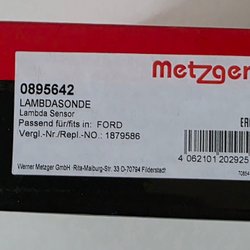 metzger
0895642
LAMBDASONDE
Lambda Sensor
Passend für/fits in: FORD
Vergl.-Nr./Repl.-NO.: 1879586
Werner Metzger GmbH Rita-Maiburg-Str. 33 D-70794 Filderstadt
4 062101 202925